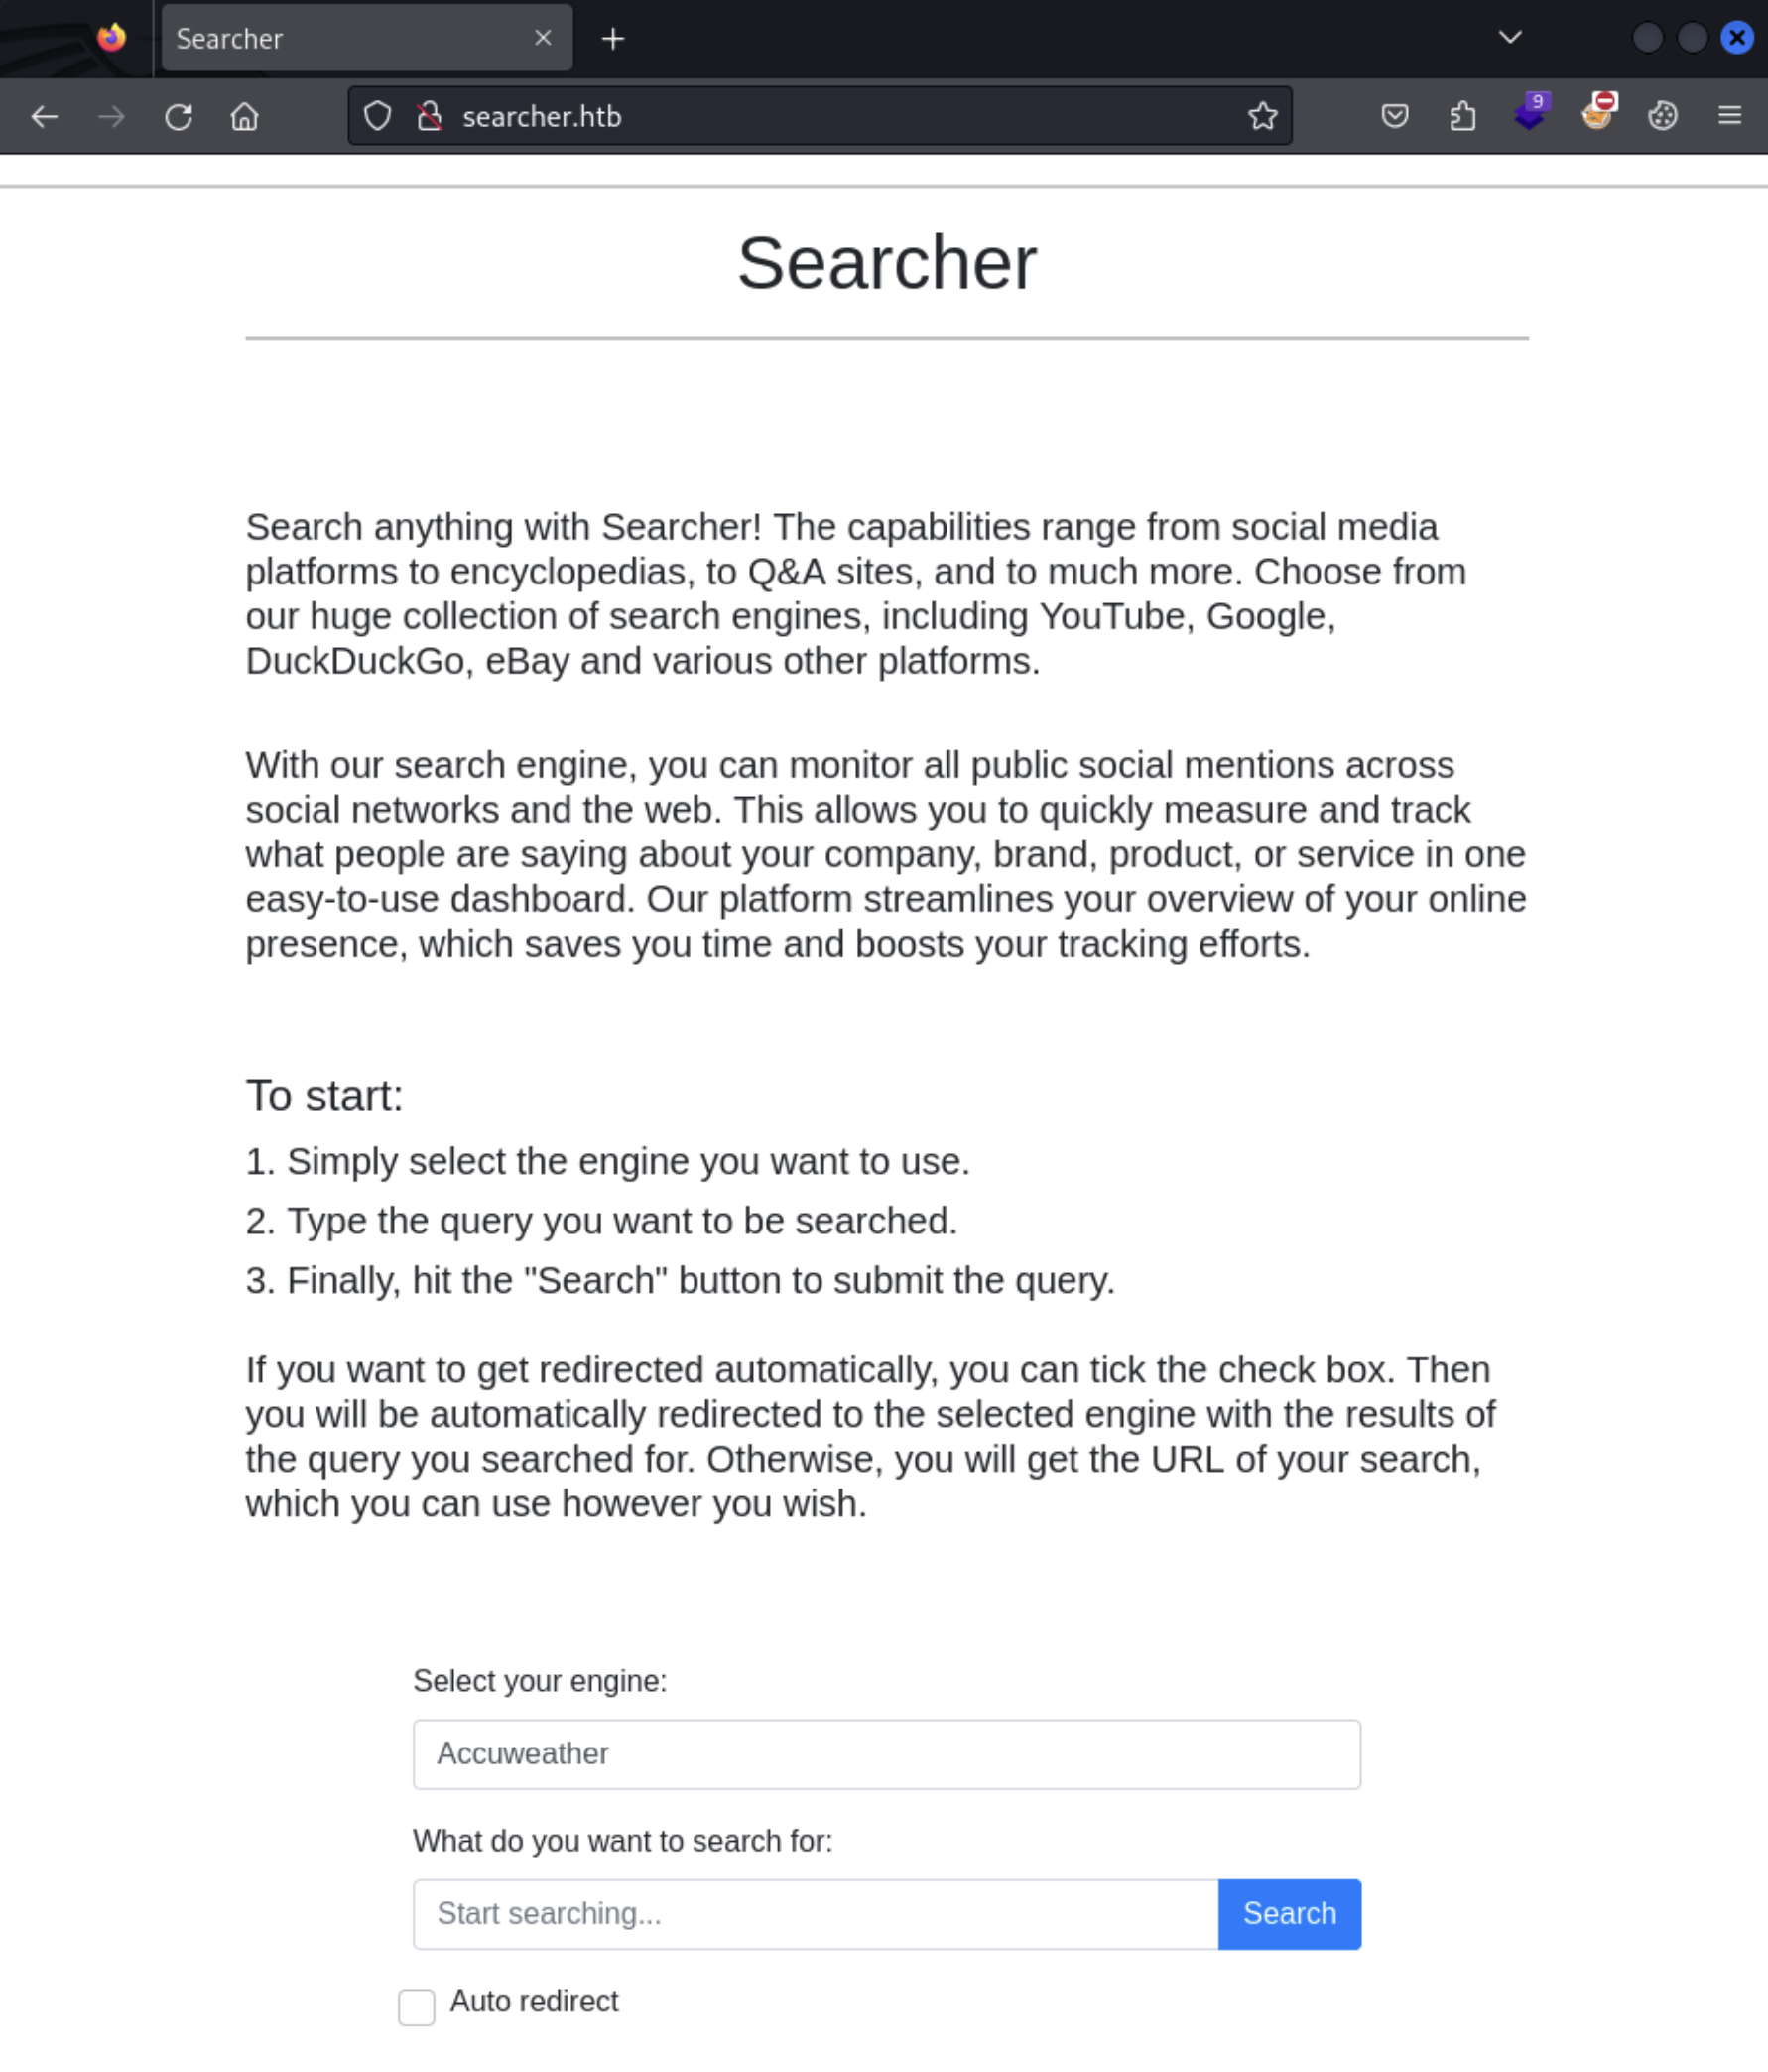 Searcher
searcher.htb
9
Searcher
Search anything with Searcher! The capabilities range from social media
platforms to encyclopedias, to Q&A sites, and to much more. Choose from
our huge collection of search engines, including YouTube, Google,
DuckDuckGo, eBay and various other platforms.
With our search engine, you can monitor all public social mentions across
social networks and the web. This allows you to quickly measure and track
what people are saying about your company, brand, product, or service in one
easy-to-use dashboard. Our platform streamlines your overview of your online
presence, which saves you time and boosts your tracking efforts.
To start:
1. Simply select the engine you want to use.
2. Type the query you want to be searched.
3. Finally, hit the "Search" button to submit the query.
If you want to get redirected automatically, you can tick the check box. Then
you will be automatically redirected to the selected engine with the results of
the query you searched for. Otherwise, you will get the URL of your search,
which you can use however you wish.
Select your engine:
Accuweather
What do you want to search for:
Start searching...
Search
Auto redirect